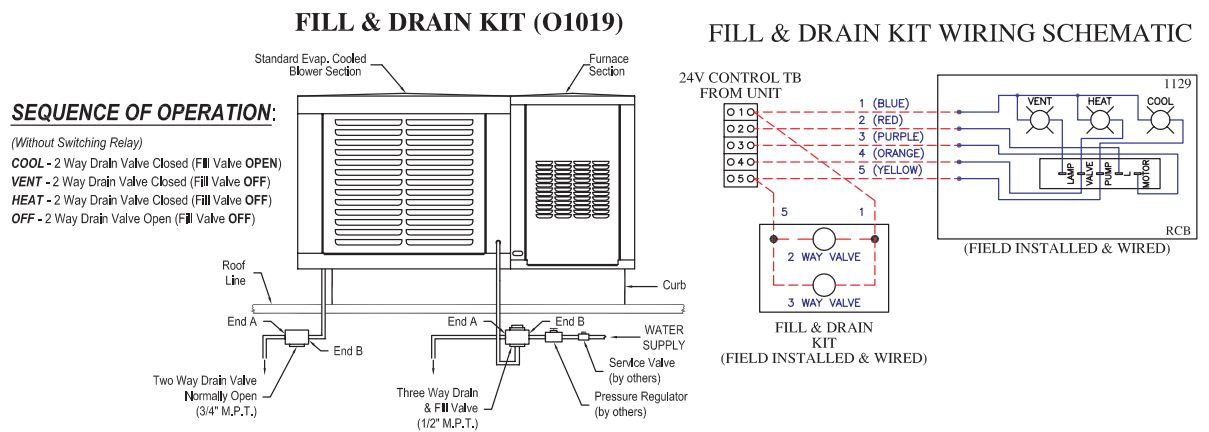 FILL & DRAIN KIT (O1019)
Standard Evap. Cooled
Blower Section
Furnace
Section
SEQUENCE OF OPERATION:
(Without Switching Relay)
COOL - 2 Way Drain Valve Closed (Fill Valve OPEN)
VENT - 2 Way Drain Valve Closed (Fill Valve OFF)
HEAT - 2 Way Drain Valve Closed (Fill Valve OFF)
OFF - 2 Way Drain Valve Open (Fill Valve OFF)
Roof
Line
Curb
End A
End B
Two Way Drain Valve
Normally Open
(3/4" M.P.T.)
End A
End B
WATER
SUPPLY
Service Valve
(by others)
Pressure Regulator
(by others)
Three Way Drain
& Fill Valve
(1/2" M.P.T.)
FILL & DRAIN KIT WIRING SCHEMATIC
24V CONTROL TB
FROM UNIT
1
2
3
4
5
1 (BLUE)
2 (RED)
3 (PURPLE)
4 (ORANGE)
5 (YELLOW)
1129
VENT
HEAT
COOL
LAMP
VALVE
PUMP
L
MOTOR
RCB
(FIELD INSTALLED & WIRED)
5
1
2 WAY VALVE
3 WAY VALVE
FILL & DRAIN
KIT
(FIELD INSTALLED & WIRED)